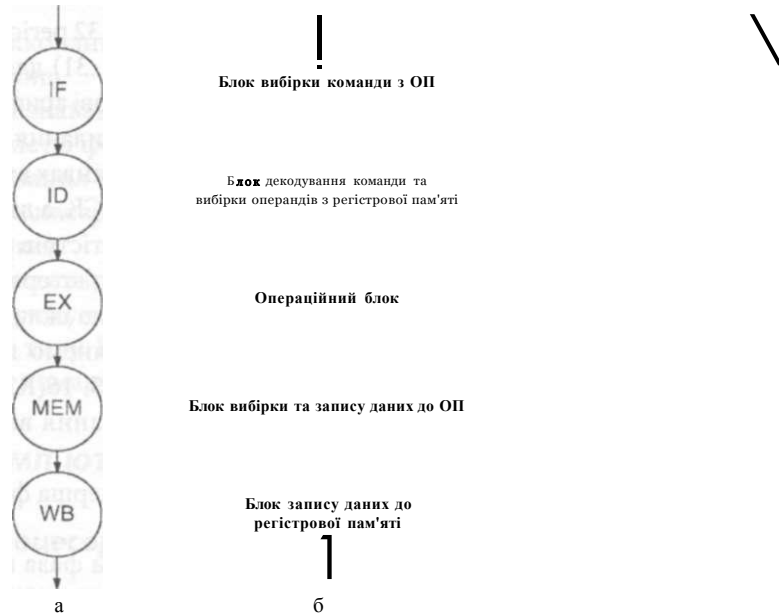 IF
Блок вибірки команди з ОП
ID
Блок декодування команди та
вибірки операндів з регістрової пам'яті
EX
Операційний блок
MEM
Блок вибірки та запису даних до ОП
WB
Блок запису даних до
регістрової пам'яті
а
б